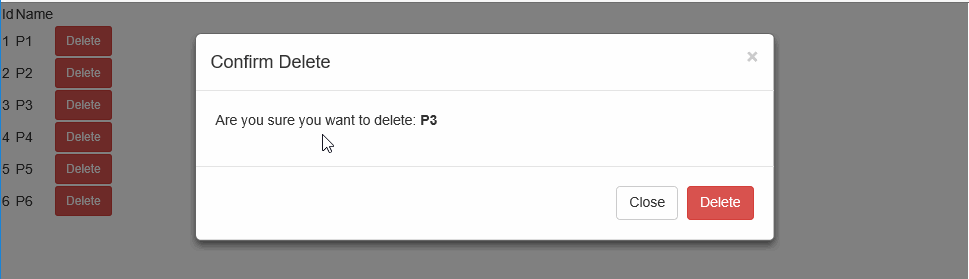 Id Name
1 P1 Delete
2 P2 Delete
3 P3 Delete
4 P4 Delete
5 P5 Delete
6 P6 Delete
Confirm Delete ×
Are you sure you want to delete: P3
Close Delete